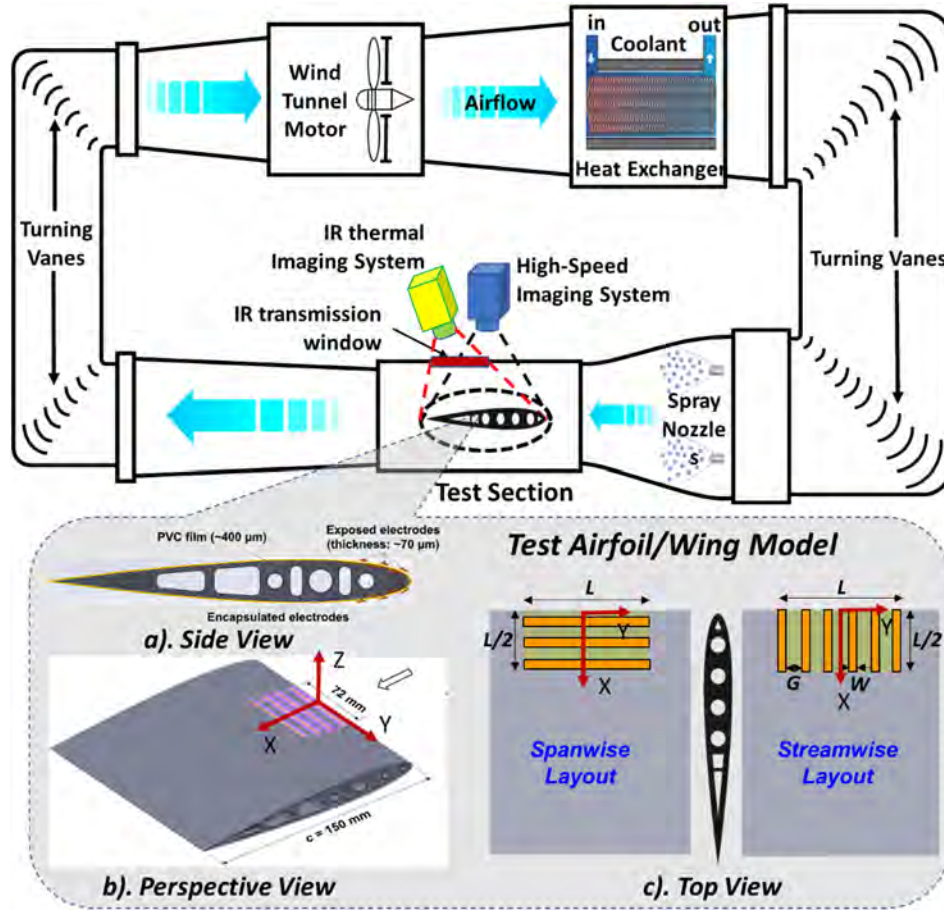 in
out
Coolant
Wind
Tunnel
Motor
Airflow
Heat Exchanger
Turning
Vanes
IR thermal
Imaging System
High-Speed
Imaging System
Turning Vanes
IR transmission
window
Spray
Nozzle
s
Test Section
PVC film (~400 μm)
Exposed electrodes
(thickness: ~70 μm)
Encapsulated electrodes
a). Side View
Test Airfoil/Wing Model
L
L
L/2
Y
X
Y
L/2
G
W
X
Z
72 mm
X
Y
c = 150 mm
Spanwise
Layout
Streamwise
Layout
b). Perspective View
c). Top View